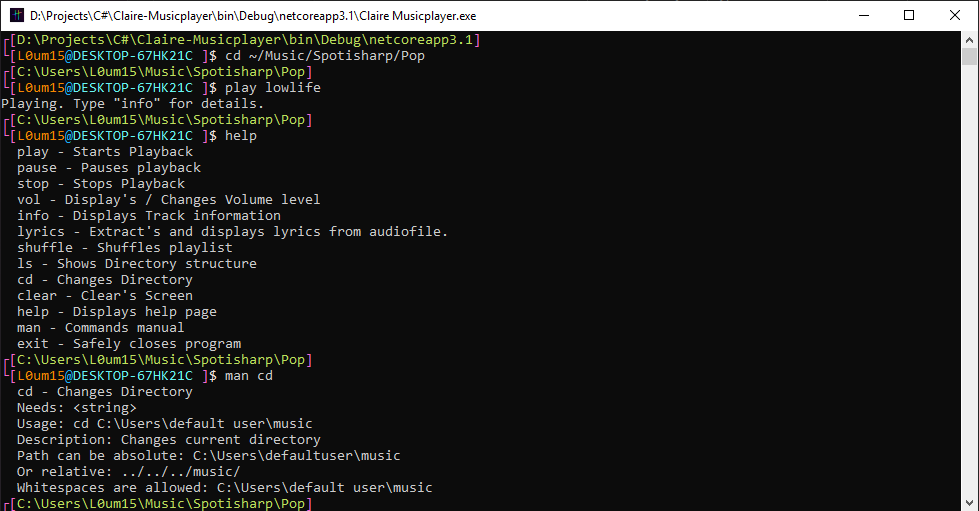 D:\Projects\C#\Claire-Musicplayer\bin\Debug\netcoreapp3.1\Claire Musicplayer.exe
┌[D:\Projects\C#\Claire-Musicplayer\bin\Debug\netcoreapp3.1]
└[L0um15@DESKTOP-67HK21C ]$ cd ~/Music/Spotisharp/Pop
┌[C:\Users\L0um15\Music\Spotisharp\Pop]
└[L0um15@DESKTOP-67HK21C ]$ play lowlife
Playing. Type "info" for details.
┌[C:\Users\L0um15\Music\Spotisharp\Pop]
└[L0um15@DESKTOP-67HK21C ]$ help
play - Starts Playback
pause - Pauses playback
stop - Stops Playback
vol - Display's / Changes Volume level
info - Displays Track information
lyrics - Extract's and displays lyrics from audiofile.
shuffle - Shuffles playlist
ls - Shows Directory structure
cd - Changes Directory
clear - Clear's Screen
help - Displays help page
man - Commands manual
exit - Safely closes program
┌[C:\Users\L0um15\Music\Spotisharp\Pop]
└[L0um15@DESKTOP-67HK21C ]$ man cd
cd - Changes Directory
Needs: <string>
Usage: cd C:\Users\default user\music
Description: Changes current directory
Path can be absolute: C:\Users\defaultuser\music
Or relative: ../../../music/
Whitespaces are allowed: C:\Users\default user\music
┌[C:\Users\L0um15\Music\Spotisharp\Pop]